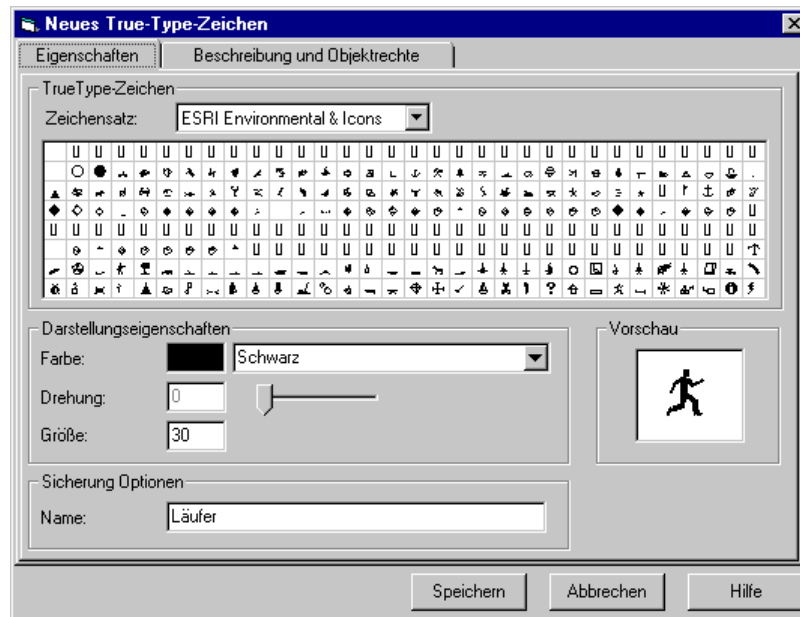 Neues True-Type-Zeichen
Eigenschaften
Beschreibung und Objektrechte
TrueType-Zeichen
Zeichensatz:
ESRI Environmental & Icons
Darstellungseigenschaften
Farbe:
Schwarz
Drehung:
0
Größe:
30
Vorschau
Sicherung Optionen
Name:
Läufer
Speichern
Abbrechen
Hilfe